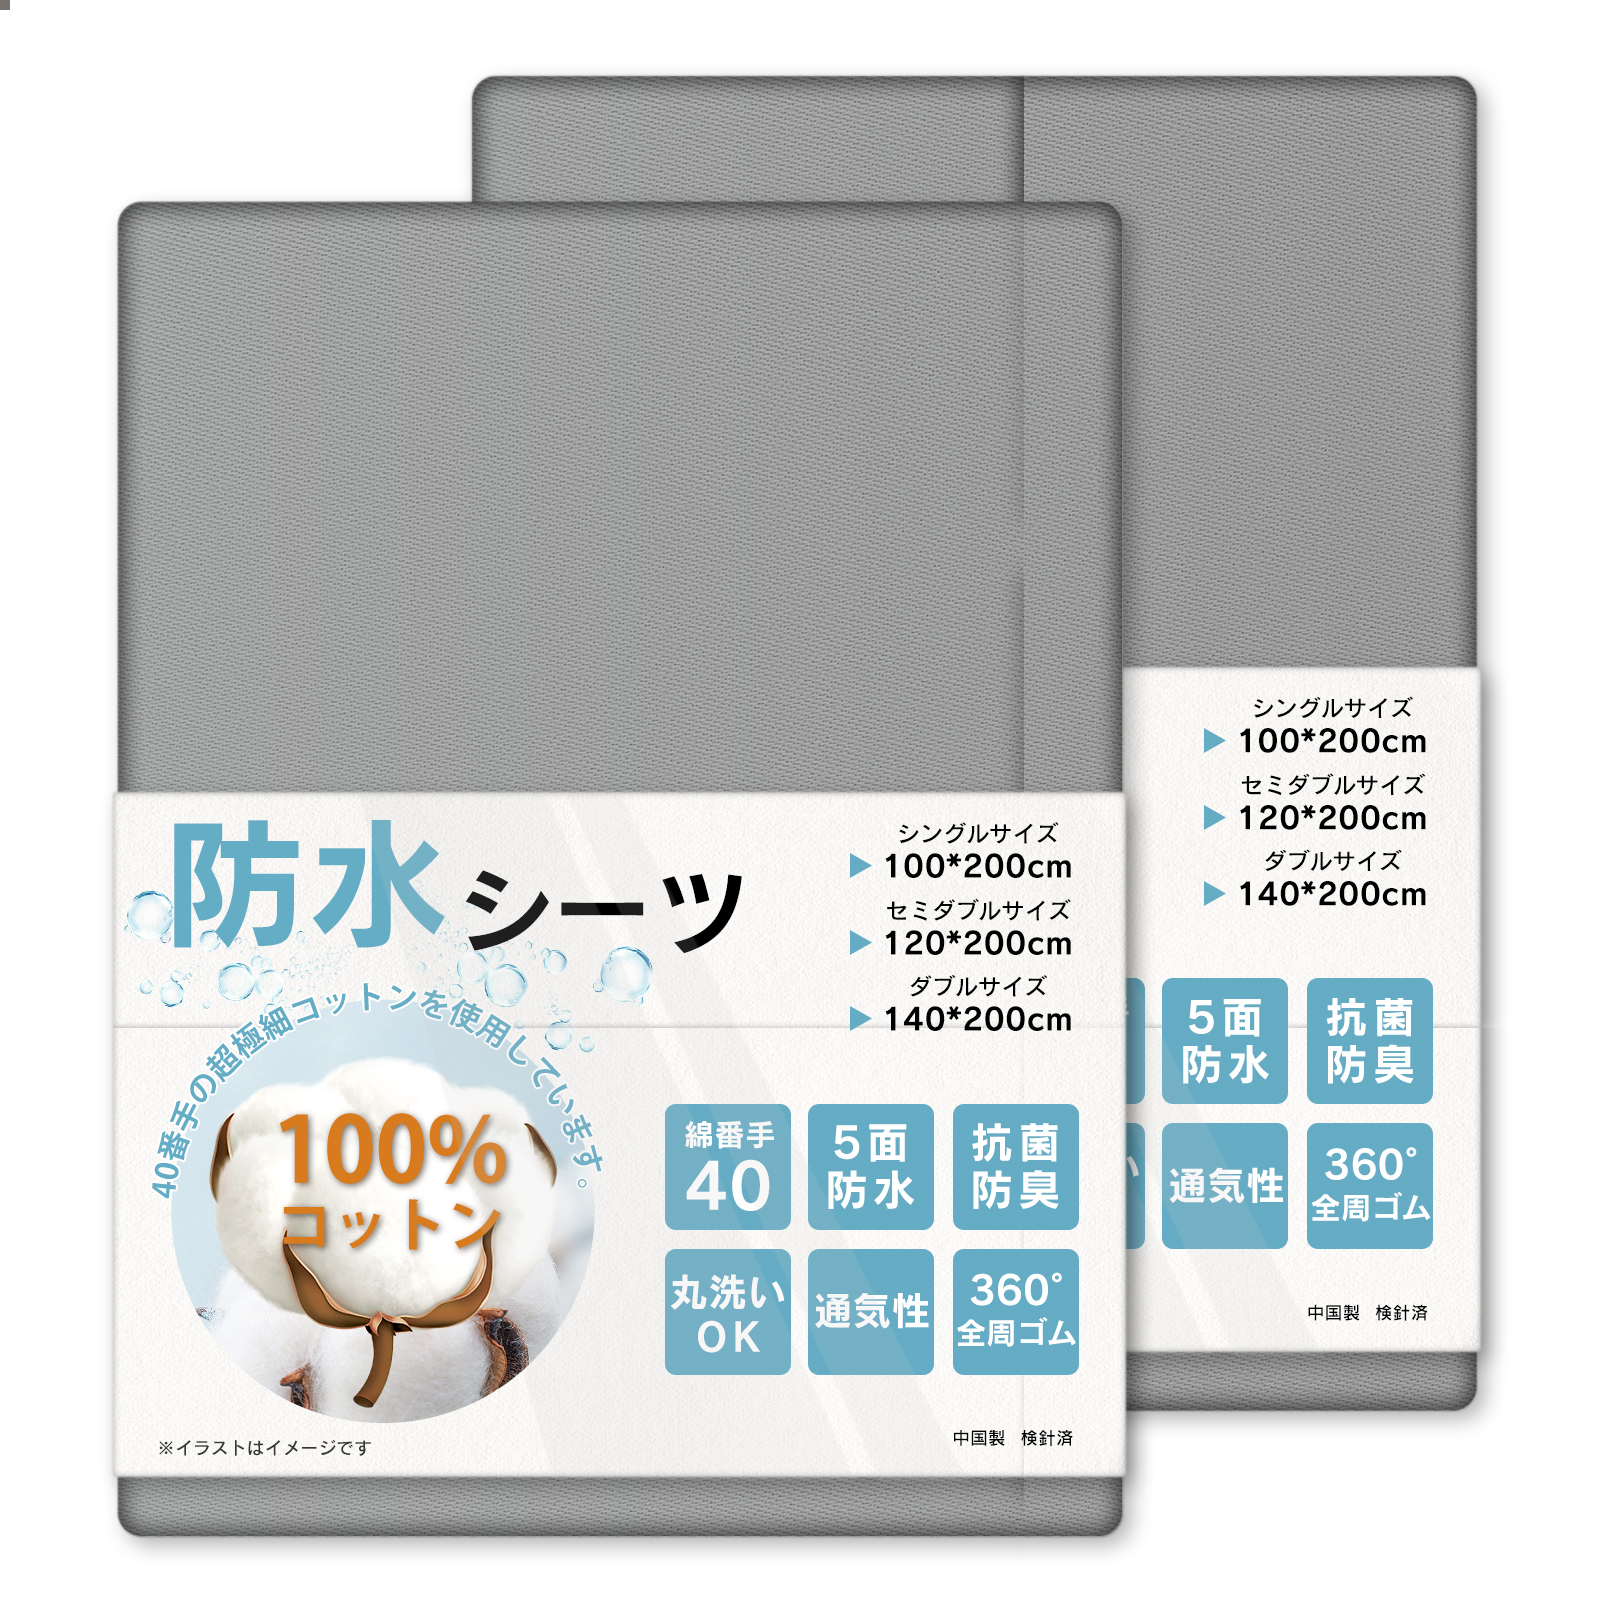 防水シーツ
シングルサイズ
100*200cm
セミダブルサイズ
120*200cm
ダブルサイズ
140*200cm
40番手の超極細コットンを使用しています。
100%
コットン
綿番手
40
5面
防水
抗菌
防臭
丸洗い
OK
通気性
360°
全周ゴム
※イラストはイメージです
中国製 検針済
シングルサイズ
100*200cm
セミダブルサイズ
120*200cm
ダブルサイズ
140*200cm
5面
防水
抗菌
防臭
通気性
360°
全周ゴム
中国製 検針済